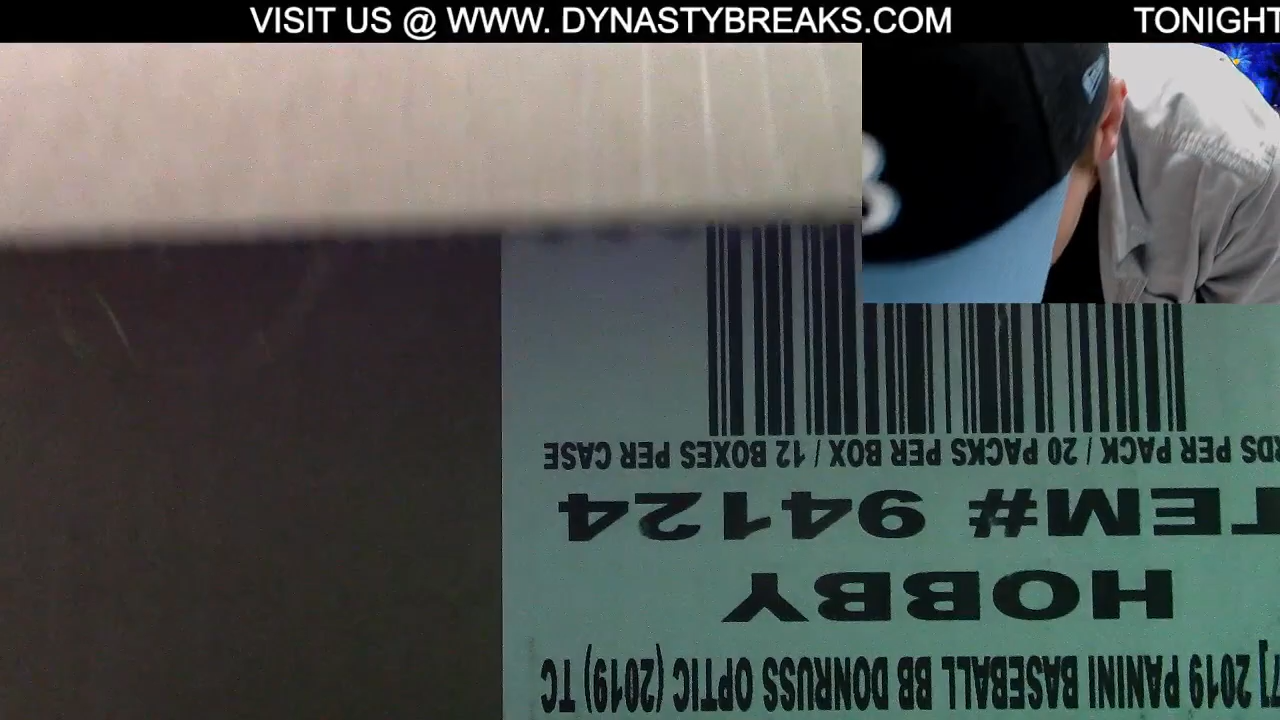 VISIT US @ WWW. DYNASTYBREAKS.COM TONIGHT
2019 PANINI BASEBALL BB DONRUSS OPTIC (2019) TC
HOBBY
TEM# 94124
RDS PER PACK / 20 PACKS PER BOX / 12 BOXES PER CASE